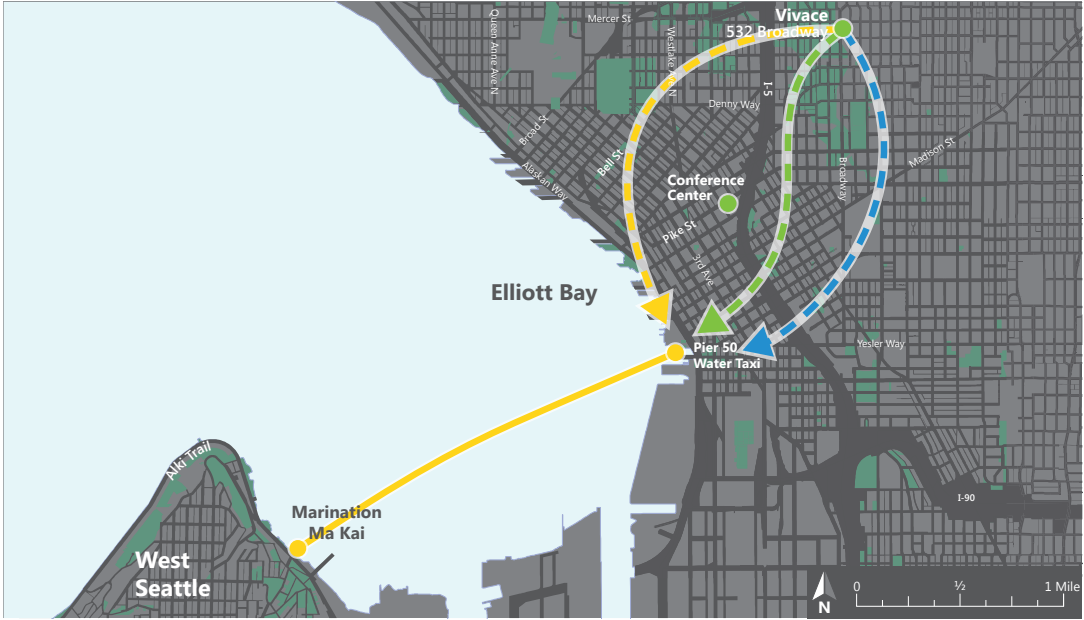 Vivace
532 Broadway
Mercer St
Queen Anne Ave N
Westlake Ave N
I-5
Denny Way
Broad St
Bell St
Alaskan Way
Madison St
Broadway
Conference
Center
Pike St
3rd Ave
Elliott Bay
Pier 50
Water Taxi
Yesler Way
Alki Trail
Marination
Ma Kai
West
Seattle
I-90
N
0
½
1 Mile